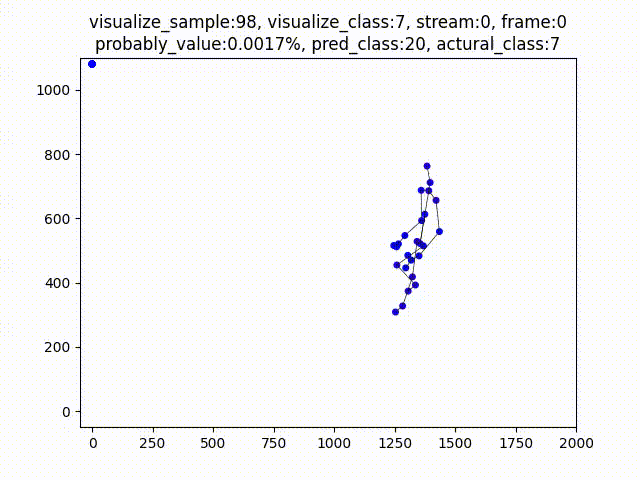 visualize_sample:98, visualize_class:7, stream:0, frame:0
probably_value:0.0017%, pred_class:20, actural_class:7
1000
800
600
400
200
0
0 250 500 750 1000 1250 1500 1750 2000